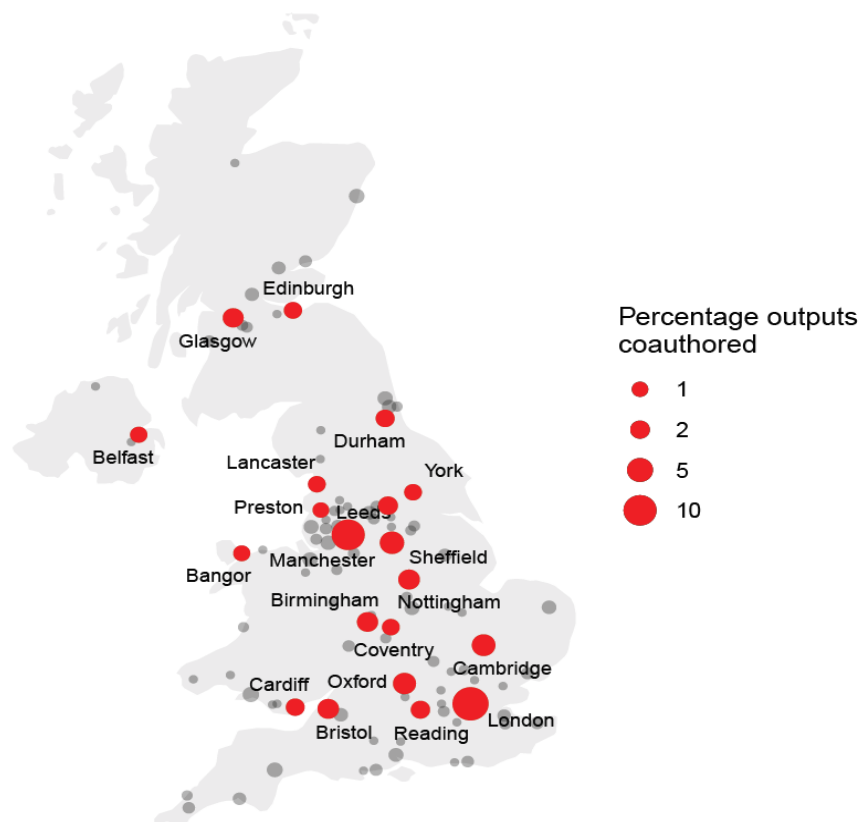 Edinburgh
Glasgow
Percentage outputs
coauthored
1
2
5
10
Durham
Belfast
Lancaster
York
Preston
Leeds
Manchester
Sheffield
Bangor
Birmingham
Nottingham
Coventry
Cambridge
Cardiff
Oxford
London
Bristol
Reading